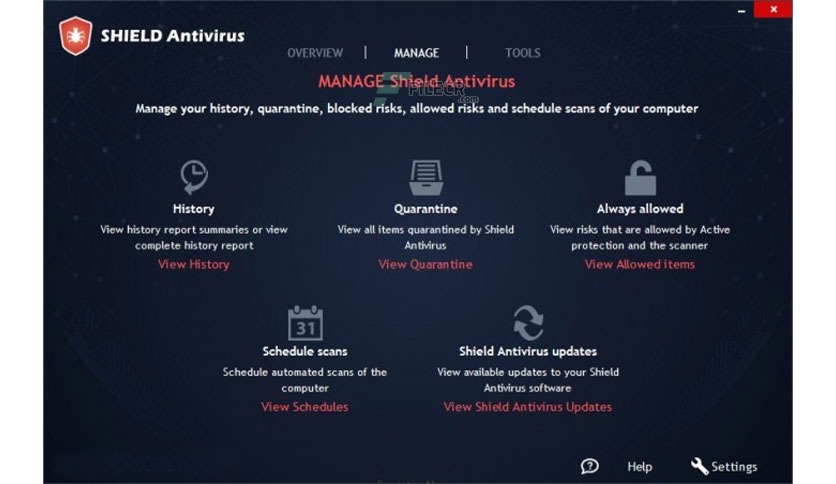 SHIELD Antivirus
OVERVIEW | MANAGE | TOOLS
MANAGE Shield Antivirus
FILECR
.com
Manage your history, quarantine, blocked risks, allowed risks and schedule scans of your computer
History
View history report summaries or view
complete history report
View History
Quarantine
View all items quarantined by Shield
Antivirus
View Quarantine
Always allowed
View risks that are allowed by Active
protection and the scanner
View Allowed items
31
Schedule scans
Schedule automated scans of the
computer
View Schedules
Shield Antivirus updates
View available updates to your Shield
Antivirus software
View Shield Antivirus Updates
? Help Settings